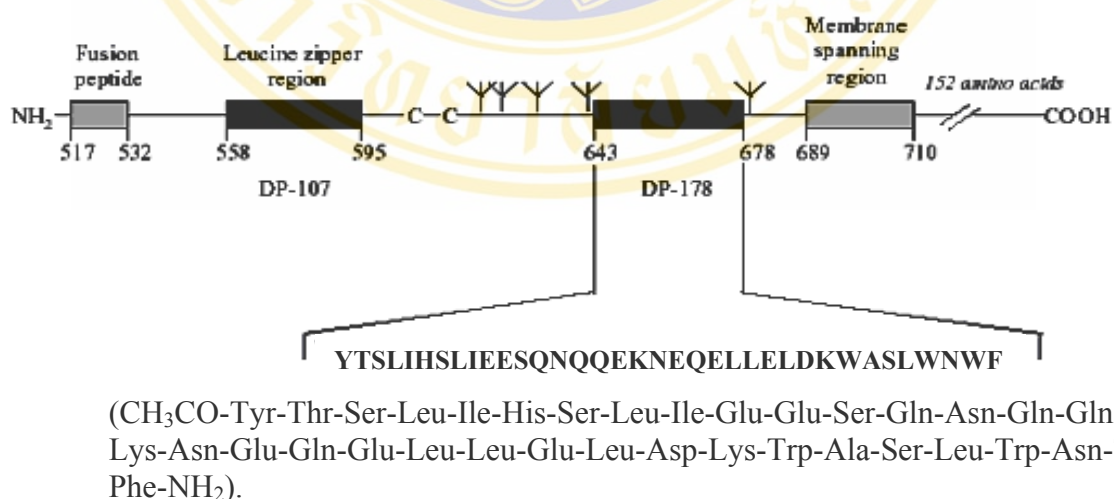 Fusion
peptide
Leucine zipper
region
Membrane
spanning
region
152 amino acids
NH₂ C C COOH
517 532 558 595 643 678 689 710
DP-107 DP-178
YTSLIHSLIEESQNQQEKNEQELLELDKWASLWNWF
(CH₃CO-Tyr-Thr-Ser-Leu-Ile-His-Ser-Leu-Ile-Glu-Glu-Ser-Gln-Asn-Gln-Gln
Lys-Asn-Glu-Gln-Glu-Leu-Leu-Glu-Leu-Asp-Lys-Trp-Ala-Ser-Leu-Trp-Asn-
Phe-NH₂).